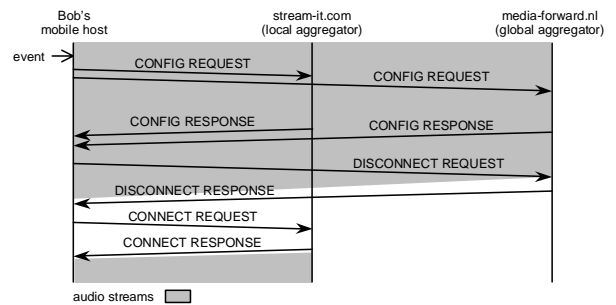 Bob's
mobile host
stream-it.com
(local aggregator)
media-forward.nl
(global aggregator)
event
CONFIG REQUEST
CONFIG REQUEST
CONFIG RESPONSE
CONFIG RESPONSE
DISCONNECT REQUEST
DISCONNECT RESPONSE
CONNECT REQUEST
CONNECT RESPONSE
audio streams